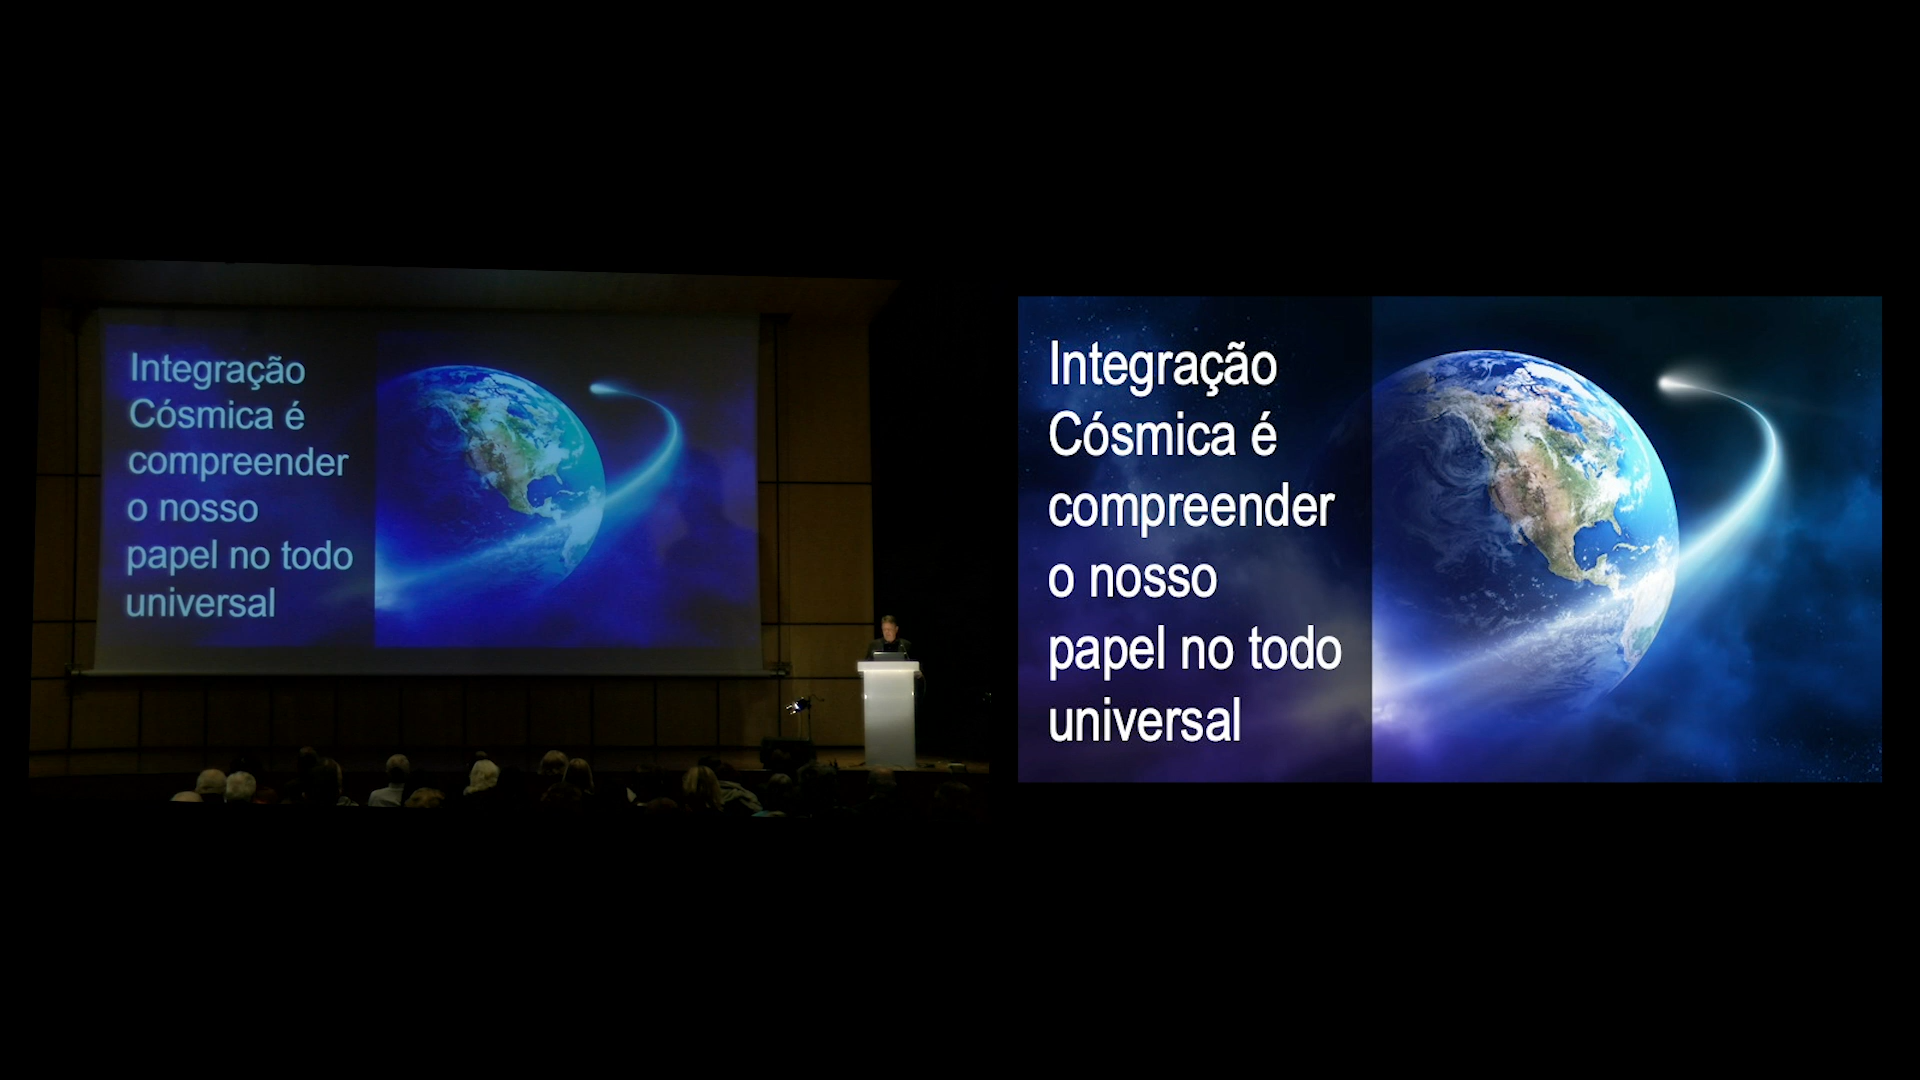 Integração
Cósmica é
compreender
o nosso
papel no todo
universal
Integração
Cósmica é
compreender
o nosso
papel no todo
universal